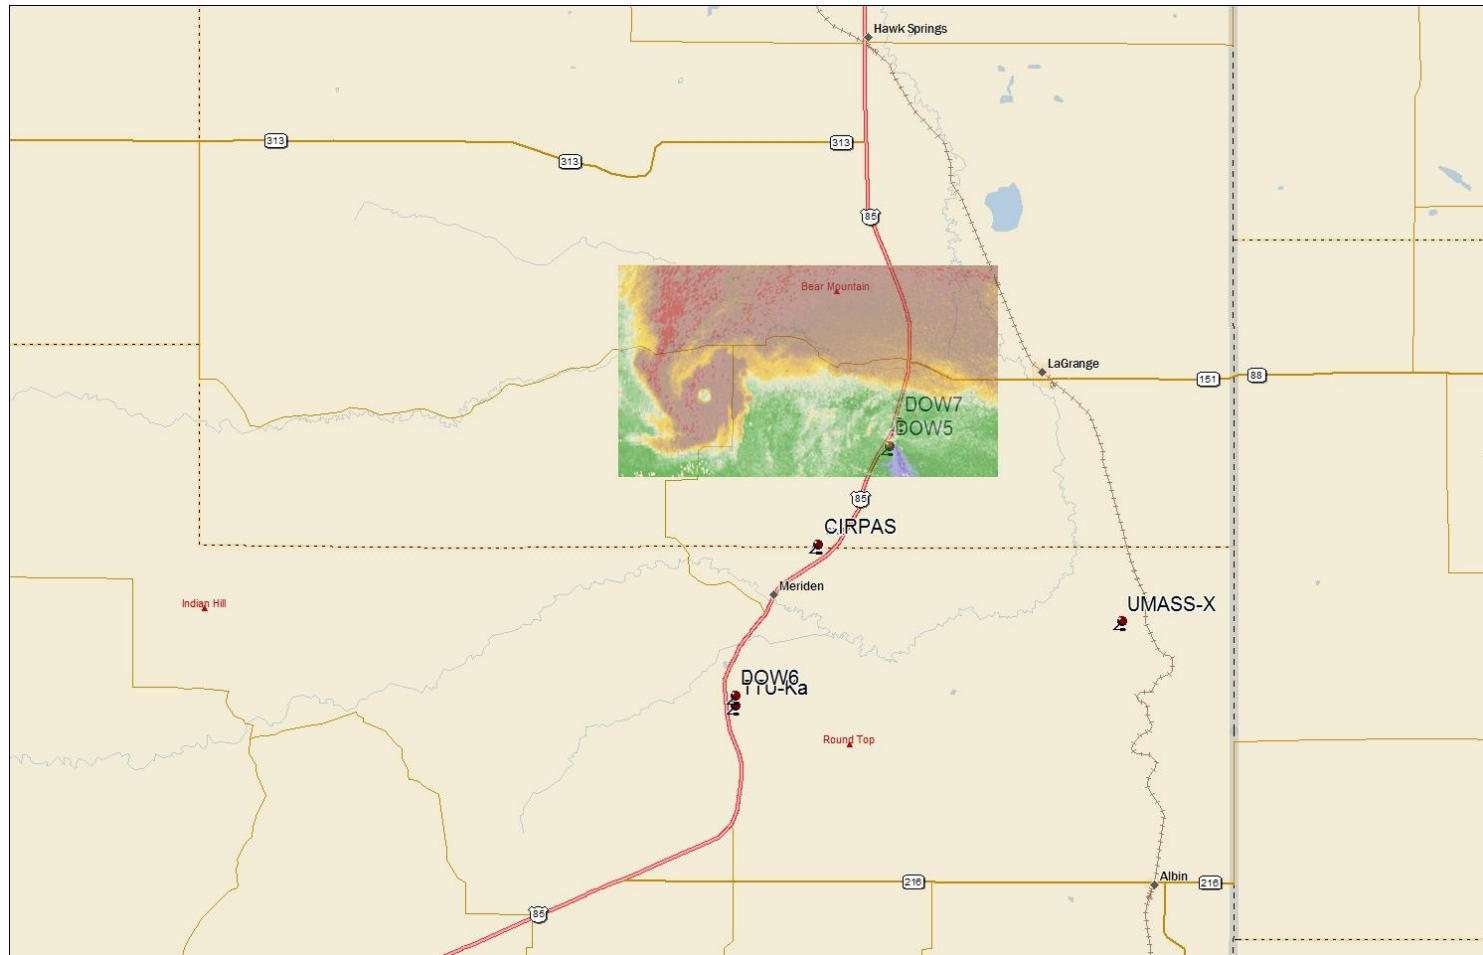 Hawk Springs
313
313
313
85
Bear Mountain
LaGrange
151
88
DOW7
DOW5
85
CIRPAS
Meriden
Indian Hill
UMASS-X
DOW6
TTU-Ka
Round Top
Albin
216
216
85